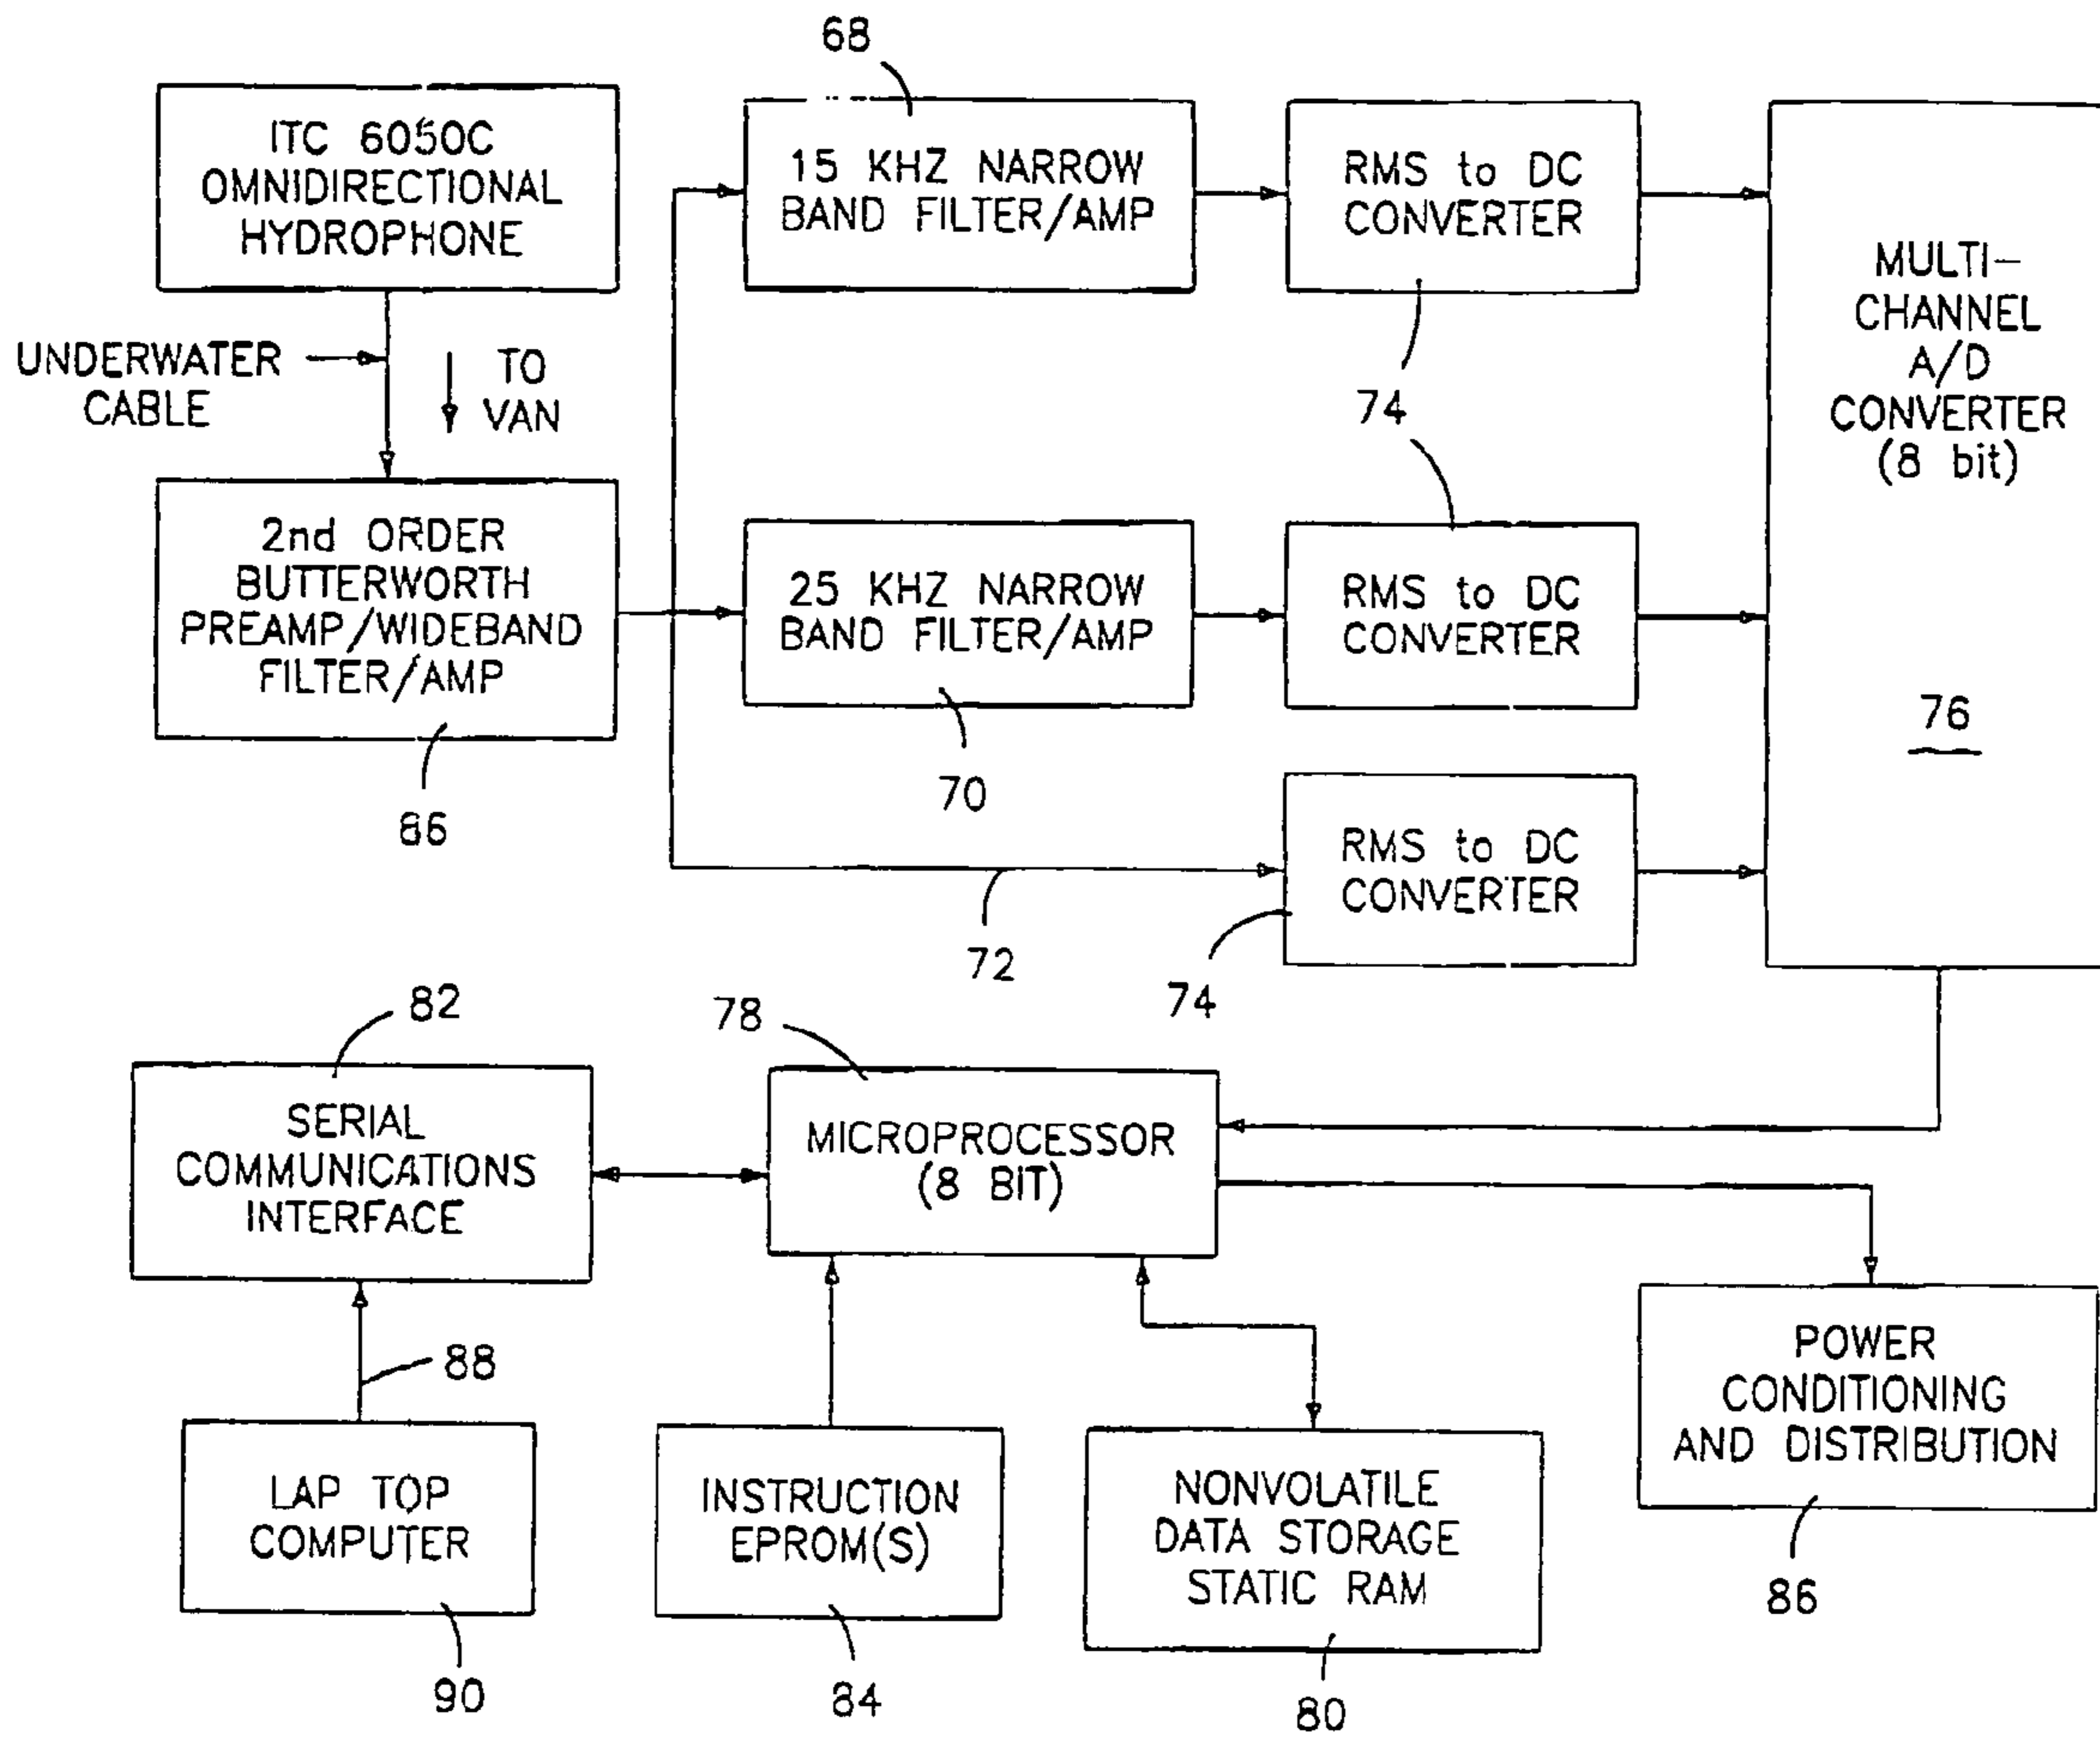 68
ITC 6050C
OMNIDIRECTIONAL
HYDROPHONE
15 KHZ NARROW
BAND FILTER/AMP
RMS to DC
CONVERTER
MULTI-
CHANNEL
A/D
CONVERTER
(8 bit)
76
UNDERWATER
CABLE
TO
VAN
74
2nd ORDER
BUTTERWORTH
PREAMP/WIDEBAND
FILTER/AMP
66
25 KHZ NARROW
BAND FILTER/AMP
70
RMS to DC
CONVERTER
RMS to DC
CONVERTER
72
74
82
78
SERIAL
COMMUNICATIONS
INTERFACE
MICROPROCESSOR
(8 BIT)
88
LAP TOP
COMPUTER
90
INSTRUCTION
EPROM(S)
84
NONVOLATILE
DATA STORAGE
STATIC RAM
80
POWER
CONDITIONING
AND DISTRIBUTION
86